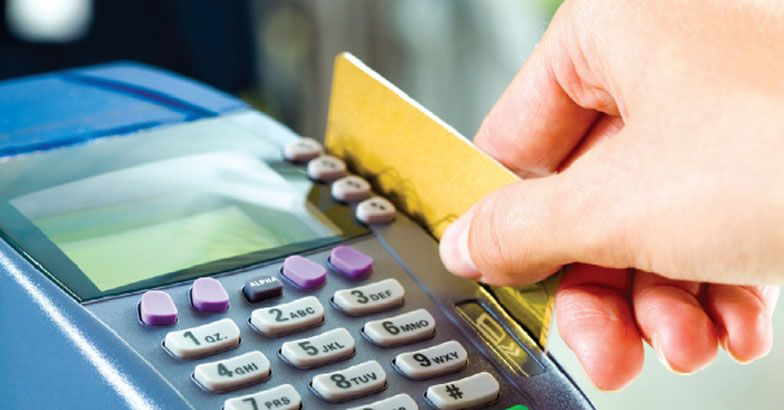 ALPHA
1 QZ.
2 ABC
3 DEF
4 GHI
5 JKL
6 MNO
7 PRS
8 TUV
9 WXY
#